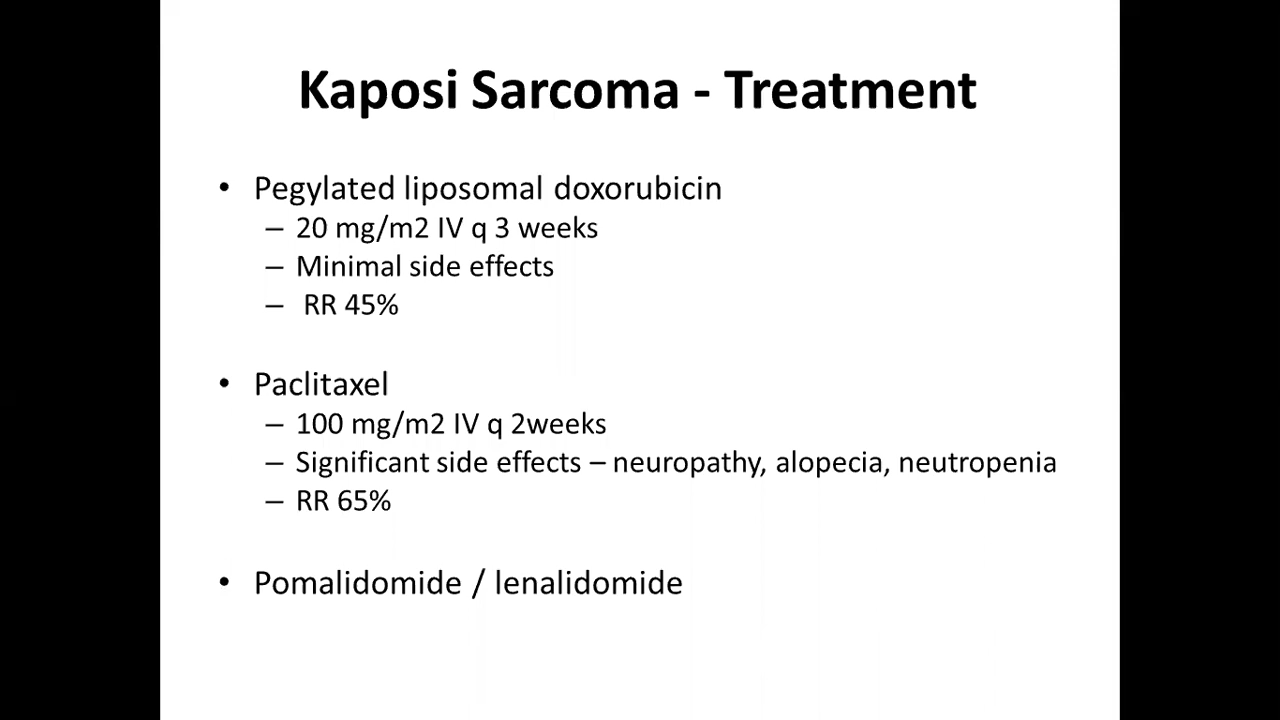 Kaposi Sarcoma - Treatment
• Pegylated liposomal doxorubicin
– 20 mg/m2 IV q 3 weeks
– Minimal side effects
– RR 45%
• Paclitaxel
– 100 mg/m2 IV q 2weeks
– Significant side effects – neuropathy, alopecia, neutropenia
– RR 65%
• Pomalidomide / lenalidomide